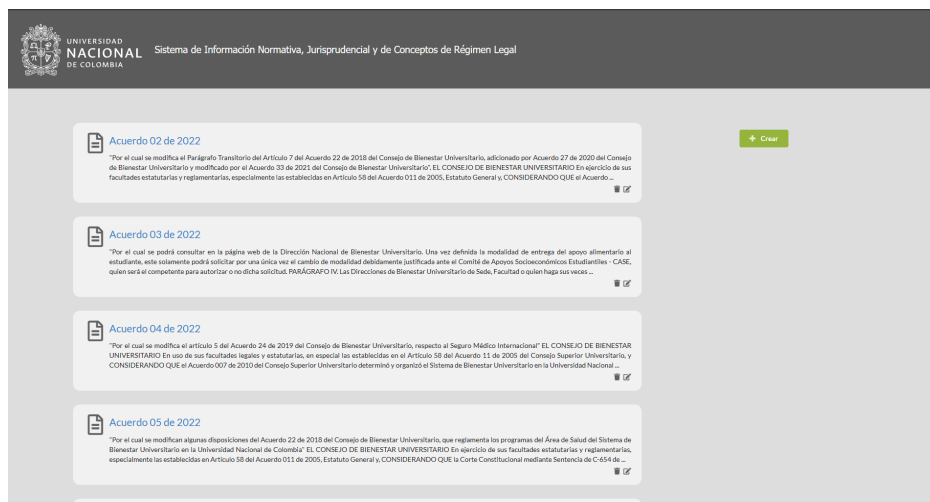 UNIVERSIDAD
NACIONAL
DE COLOMBIA
Sistema de Información Normativa, Jurisprudencial y de Conceptos de Régimen Legal
+ Crear
Acuerdo 02 de 2022
"Por el cual se modifica el Parágrafo Transitorio del Artículo 7 del Acuerdo 22 de 2018 del Consejo de Bienestar Universitario, adicionado por Acuerdo 27 de 2020 del Consejo
de Bienestar Universitario y modificado por el Acuerdo 33 de 2021 del Consejo de Bienestar Universitario". EL CONSEJO DE BIENESTAR UNIVERSITARIO En ejercicio de sus
facultades estatutarias y reglamentarias, especialmente las establecidas en Artículo 58 del Acuerdo 011 de 2005, Estatuto General y, CONSIDERANDO QUE el Acuerdo ...
Acuerdo 03 de 2022
"Por el cual se podrá consultar en la página web de la Dirección Nacional de Bienestar Universitario. Una vez definida la modalidad de entrega del apoyo alimentario al
estudiante, este solamente podrá solicitar por una única vez el cambio de modalidad debidamente justificada ante el Comité de Apoyos Socioeconómicos Estudiantiles - CASE,
quien será el competente para autorizar o no dicha solicitud. PARÁGRAFO IV. Las Direcciones de Bienestar Universitario de Sede, Facultad o quien haga sus veces ...
Acuerdo 04 de 2022
"Por el cual se modifica el artículo 5 del Acuerdo 24 de 2019 del Consejo de Bienestar Universitario, respecto al Seguro Médico Internacional" EL CONSEJO DE BIENESTAR
UNIVERSITARIO En uso de sus facultades legales y estatutarias, en especial las establecidas en el Artículo 58 del Acuerdo 11 de 2005 del Consejo Superior Universitario, y
CONSIDERANDO QUE el Acuerdo 007 de 2010 del Consejo Superior Universitario determinó y organizó el Sistema de Bienestar Universitario en la Universidad Nacional ...
Acuerdo 05 de 2022
"Por el cual se modifican algunas disposiciones del Acuerdo 22 de 2018 del Consejo de Bienestar Universitario, que reglamenta los programas del Área de Salud del Sistema de
Bienestar Universitario en la Universidad Nacional de Colombia" EL CONSEJO DE BIENESTAR UNIVERSITARIO En ejercicio de sus facultades estatutarias y reglamentarias,
especialmente las establecidas en Artículo 58 del Acuerdo 011 de 2005, Estatuto General y, CONSIDERANDO QUE la Corte Constitucional mediante Sentencia de C-654 de ...